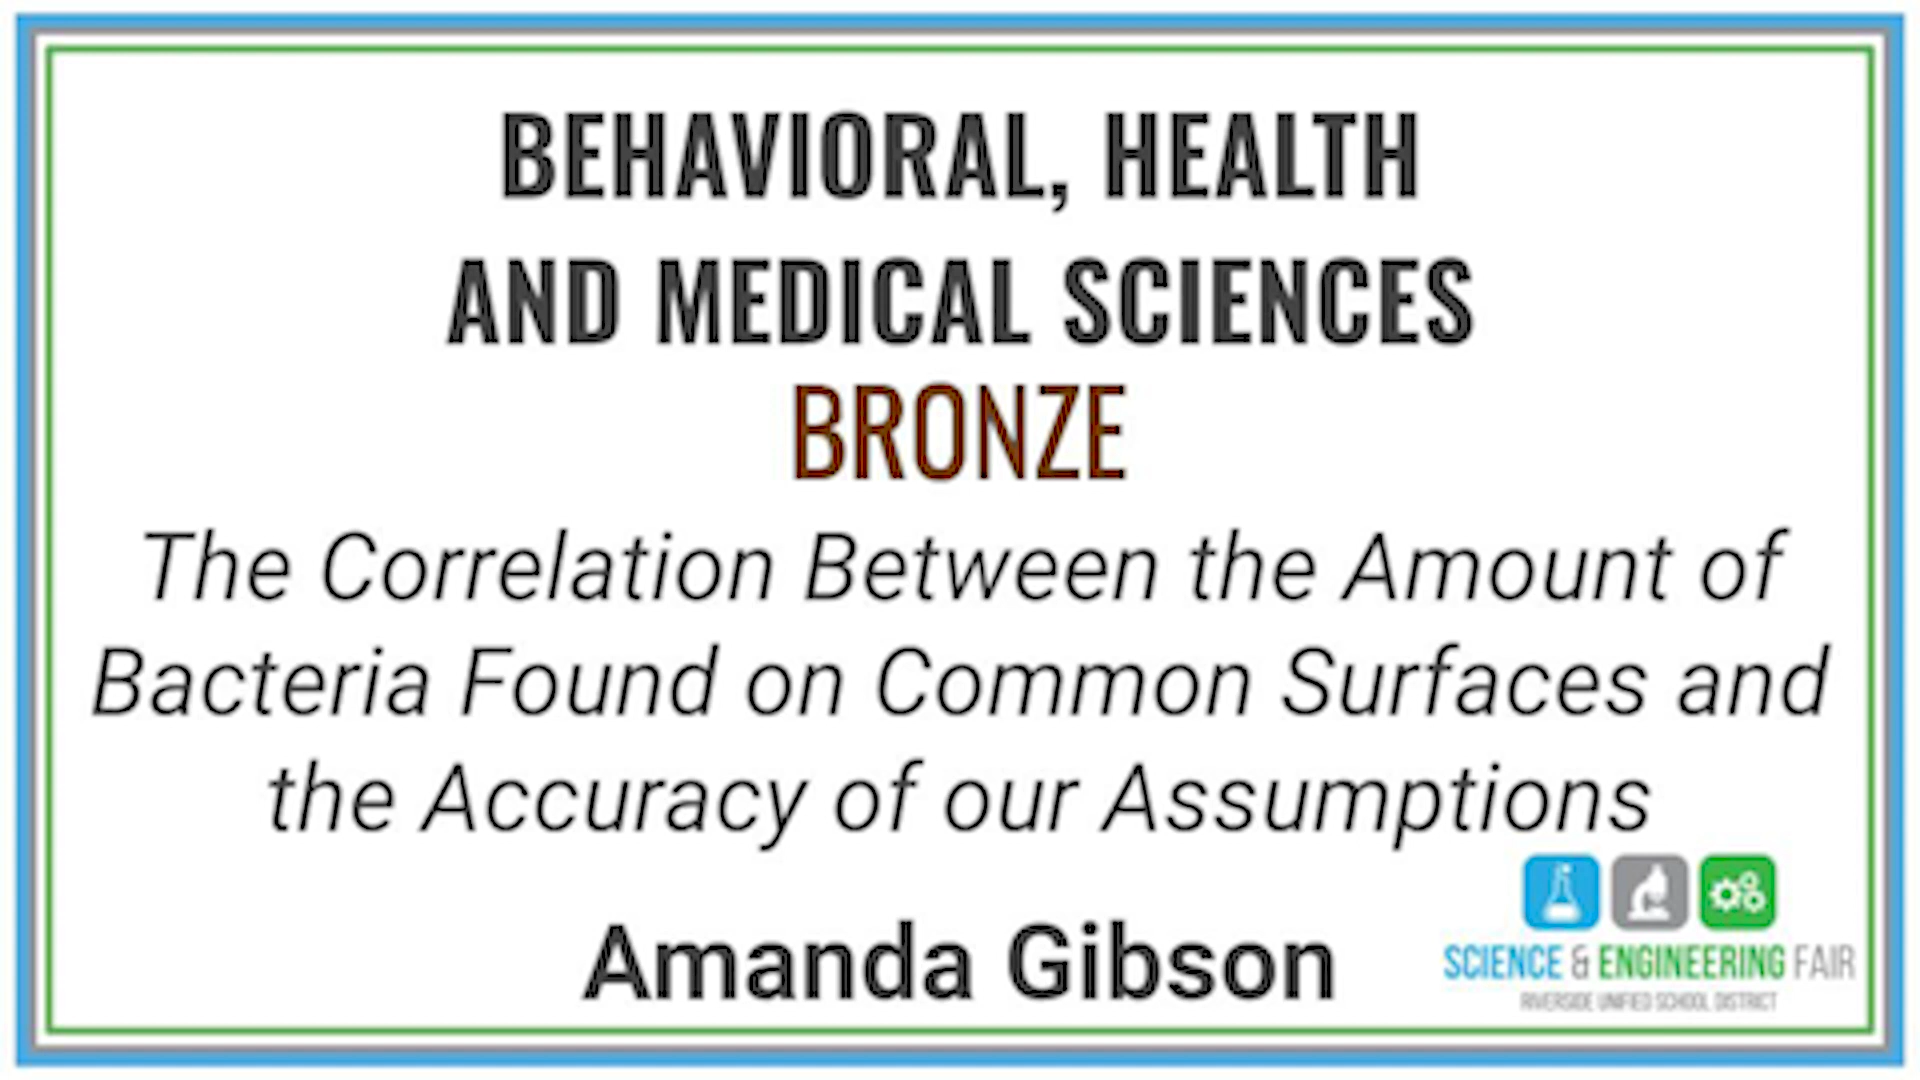 BEHAVIORAL, HEALTH
AND MEDICAL SCIENCES
BRONZE
The Correlation Between the Amount of
Bacteria Found on Common Surfaces and
the Accuracy of our Assumptions
Amanda Gibson
SCIENCE & ENGINEERING FAIR
RIVERSIDE UNIFIED SCHOOL DISTRICT